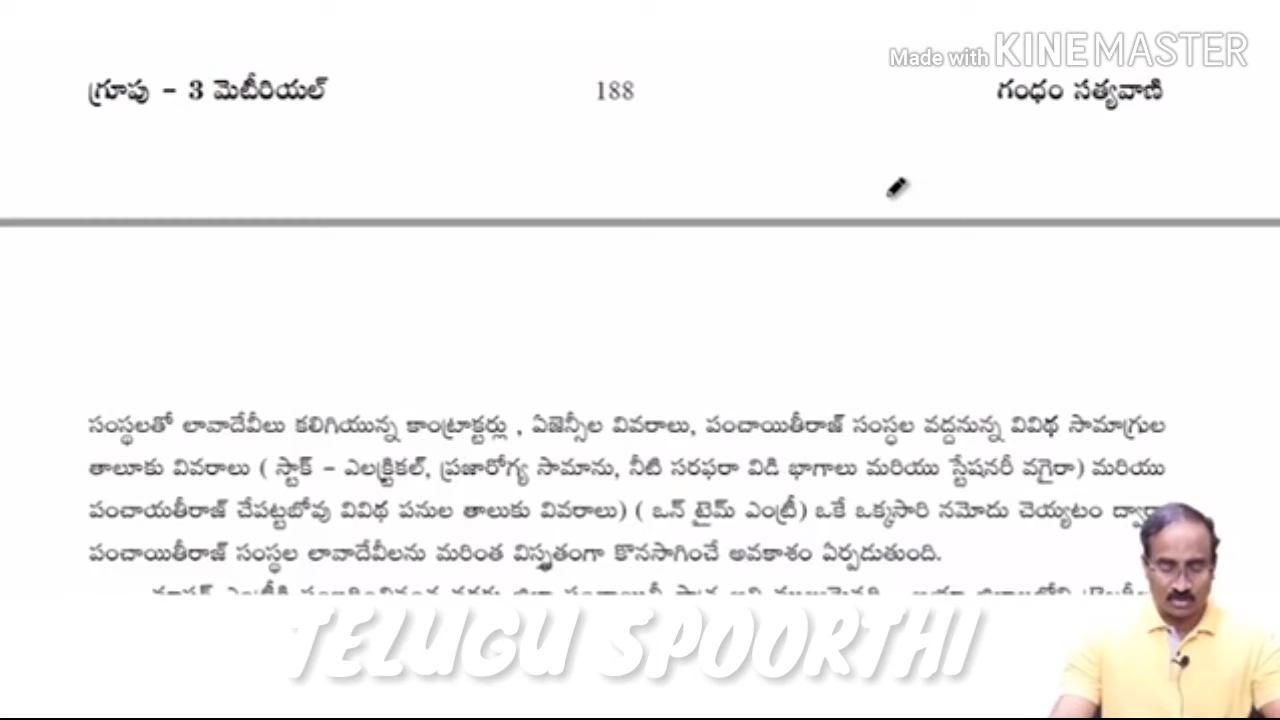 Made with KINEMASTER
గ్రూపు - 3 మెటీరియల్ 188 గంధం సత్యవాణి
సంస్థలతో లావాదేవీలు కలిగియున్న కాంట్రాక్టర్లు , ఏజెన్సీల వివరాలు, పంచాయితీరాజ్ సంస్థల వద్దనున్న వివిధ సామాగ్రుల
తాలూకు వివరాలు ( స్టాక్ - ఎలక్ట్రికల్, ప్రజారోగ్య సామాను, నీటి సరఫరా విడి భాగాలు మరియు స్టేషనరీ వగైరా) మరియు
పంచాయతీరాజ్ చేపట్టబోవు వివిధ పనుల తాలుకు వివరాలు) ( ఒన్ టైమ్ ఎంట్రీ) ఒకే ఒక్కసారి నమోదు చెయ్యటం ద్వారా
పంచాయితీరాజ్ సంస్థల లావాదేవీలను మరింత విస్తృతంగా కొనసాగించే అవకాశం ఏర్పడుతుంది.
TELUGU SPOORTHI